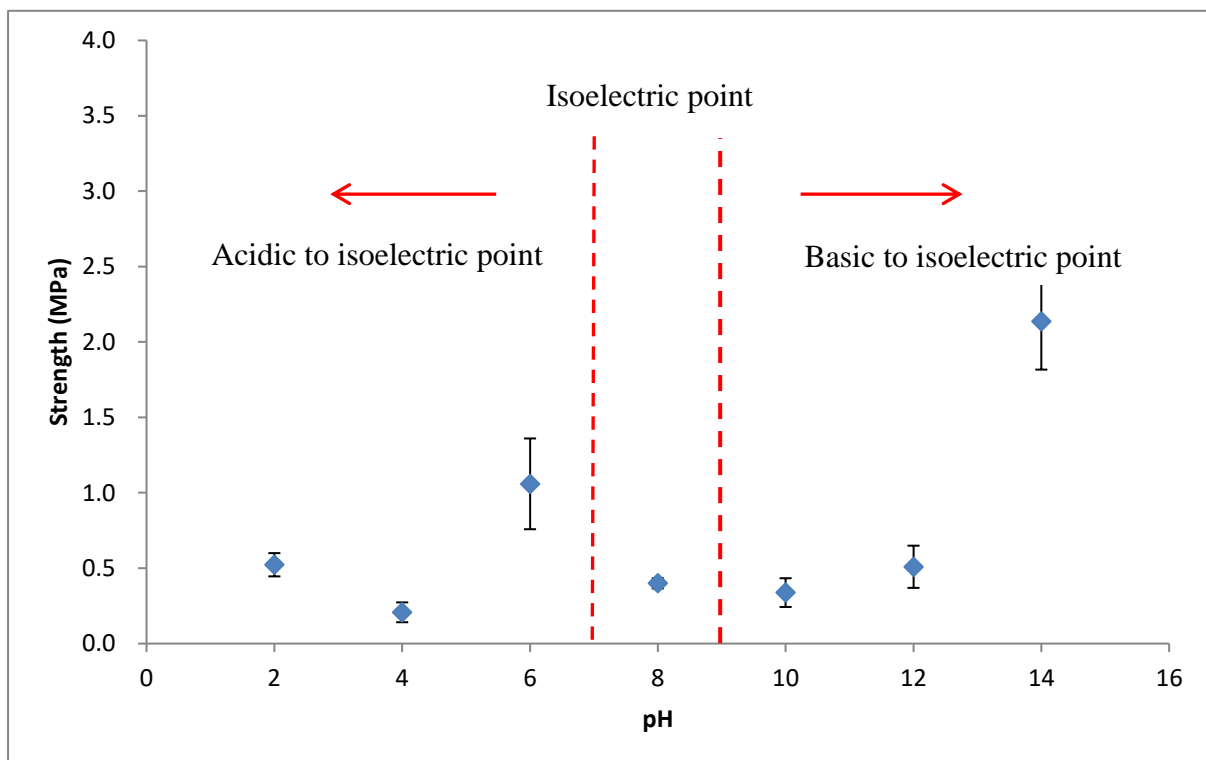 4.0
3.5
3.0
2.5
2.0
1.5
1.0
0.5
0.0
Strength (MPa)
Isoelectric point
Acidic to isoelectric point
Basic to isoelectric point
0 2 4 6 8 10 12 14 16
pH